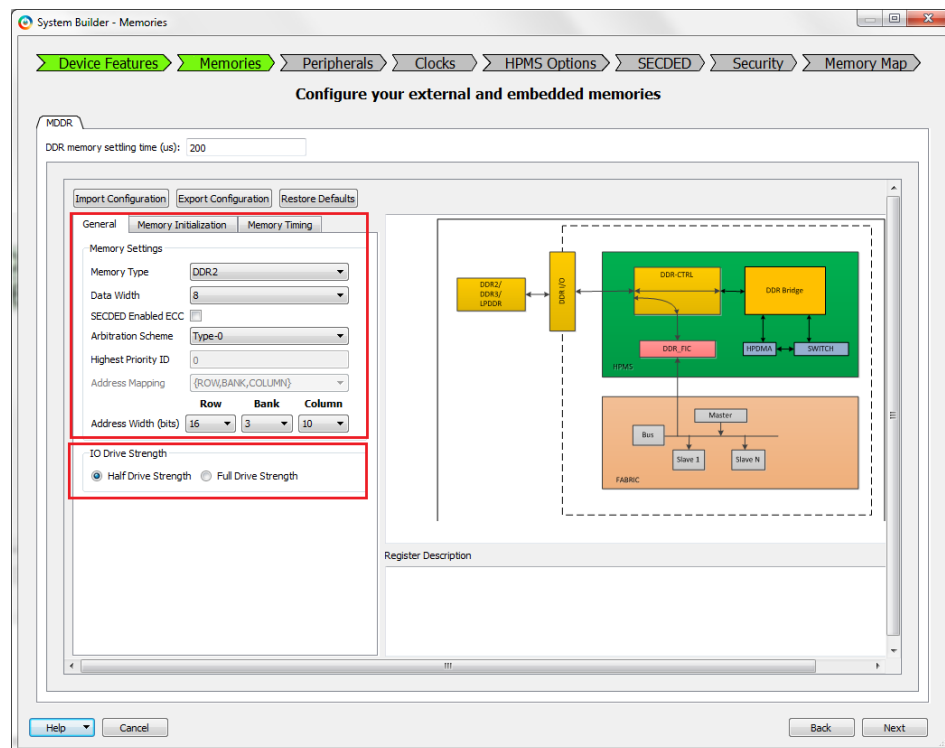 System Builder - Memories
Device Features Memories Peripherals Clocks HPMS Options SECDED Security Memory Map
Configure your external and embedded memories
MDDR
DDR memory settling time (us): 200
Import Configuration Export Configuration Restore Defaults
General Memory Initialization Memory Timing
Memory Settings
Memory Type DDR2
Data Width 8
SECDED Enabled ECC
Arbitration Scheme Type-0
Highest Priority ID 0
Address Mapping {ROW,BANK,COLUMN}
Row Bank Column
Address Width (bits) 16 3 10
IO Drive Strength
Half Drive Strength Full Drive Strength
DDR2/
DDR3/
LPDDR
DDR I/O
DDR-CTRL
DDR Bridge
DDR_FIC
HPDMA
SWITCH
HPMS
Master
Bus
Slave 1
Slave N
FABRIC
Register Description
Help Cancel Back Next